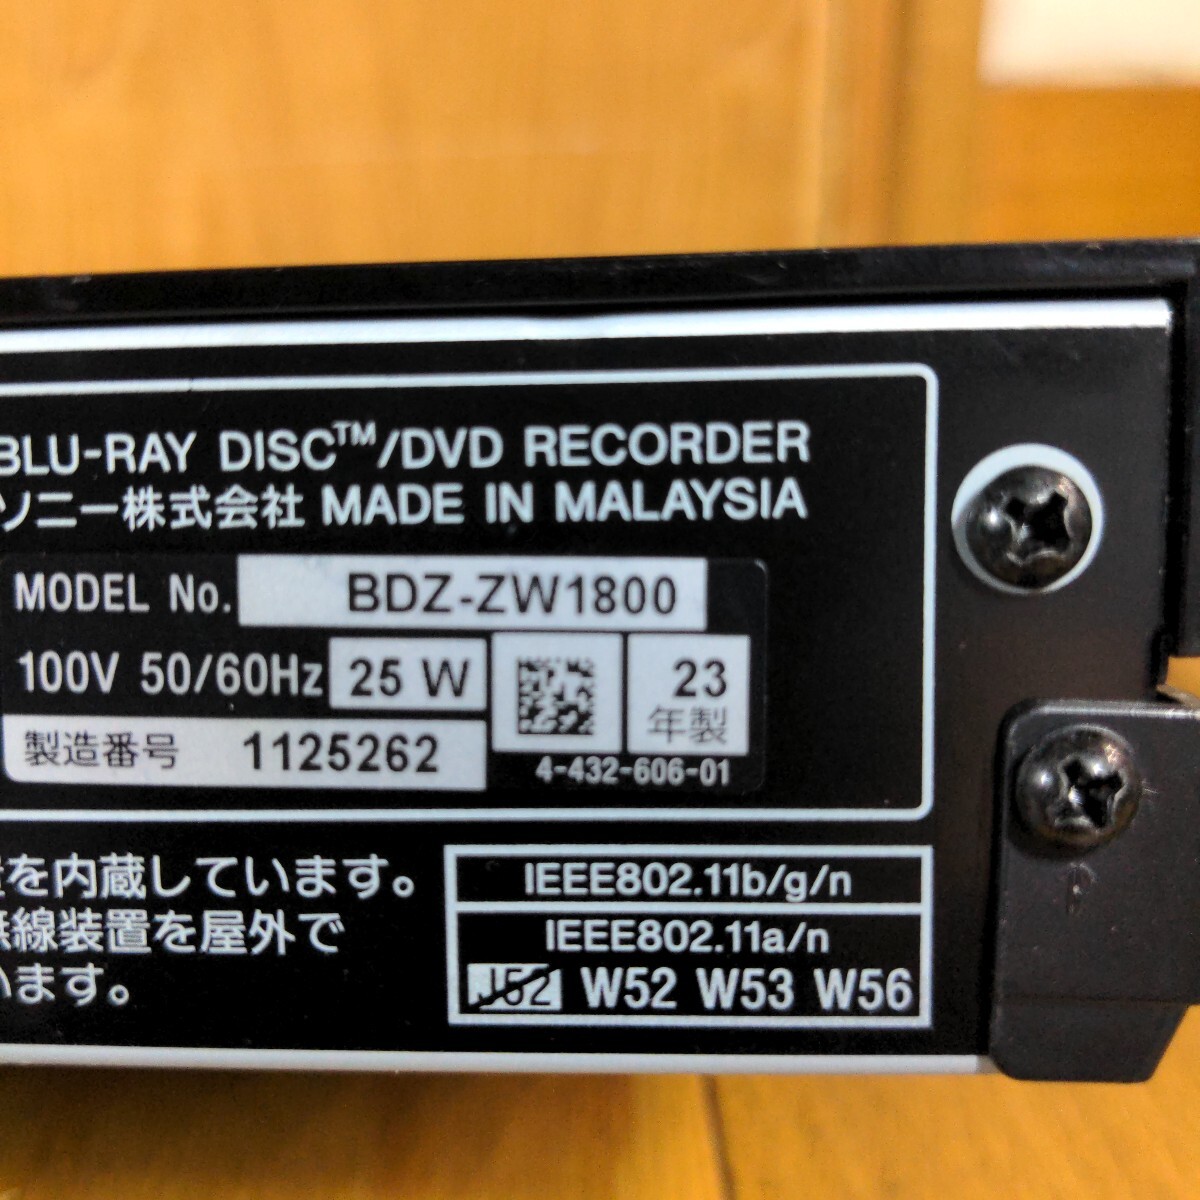 BLU-RAY DISC™/DVD RECORDER
ソニー株式会社 MADE IN MALAYSIA
MODEL No. BDZ-ZW1800
100V 50/60Hz 25 W
23
年製
製造番号 1125262
4-432-606-01
を内蔵しています。
無線装置を屋外で
います。
IEEE802.11b/g/n
IEEE802.11a/n
J52 W52 W53 W56